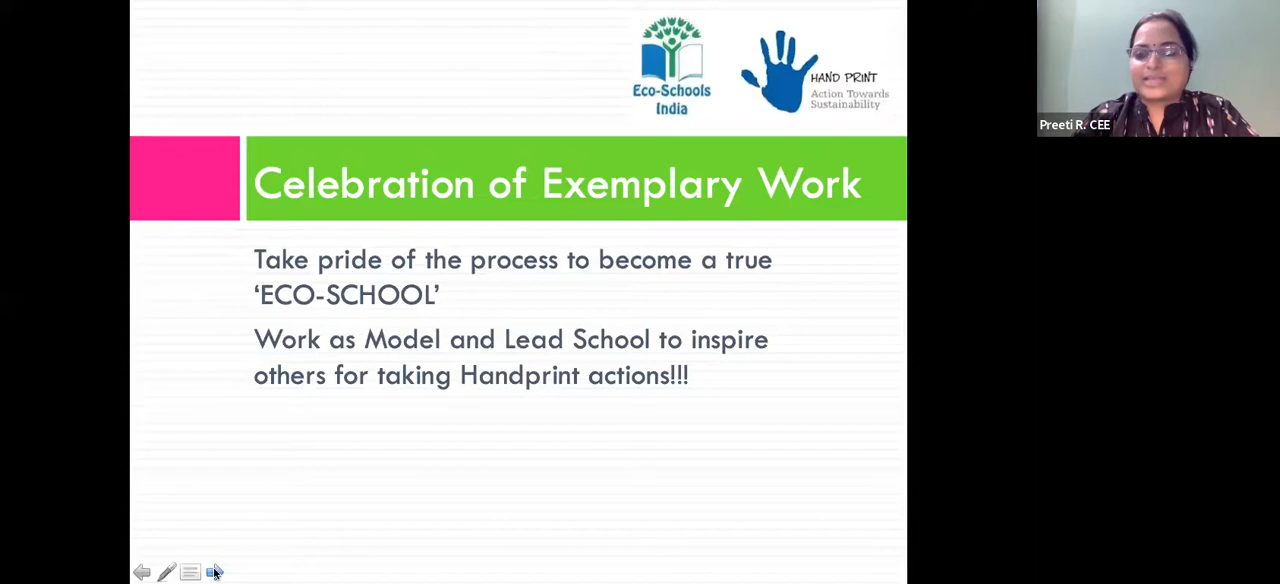 Eco-Schools
India
HAND PRINT
Action Towards
Sustainability
Preeti R. CEE
Celebration of Exemplary Work
Take pride of the process to become a true
‘ECO-SCHOOL’
Work as Model and Lead School to inspire
others for taking Handprint actions!!!